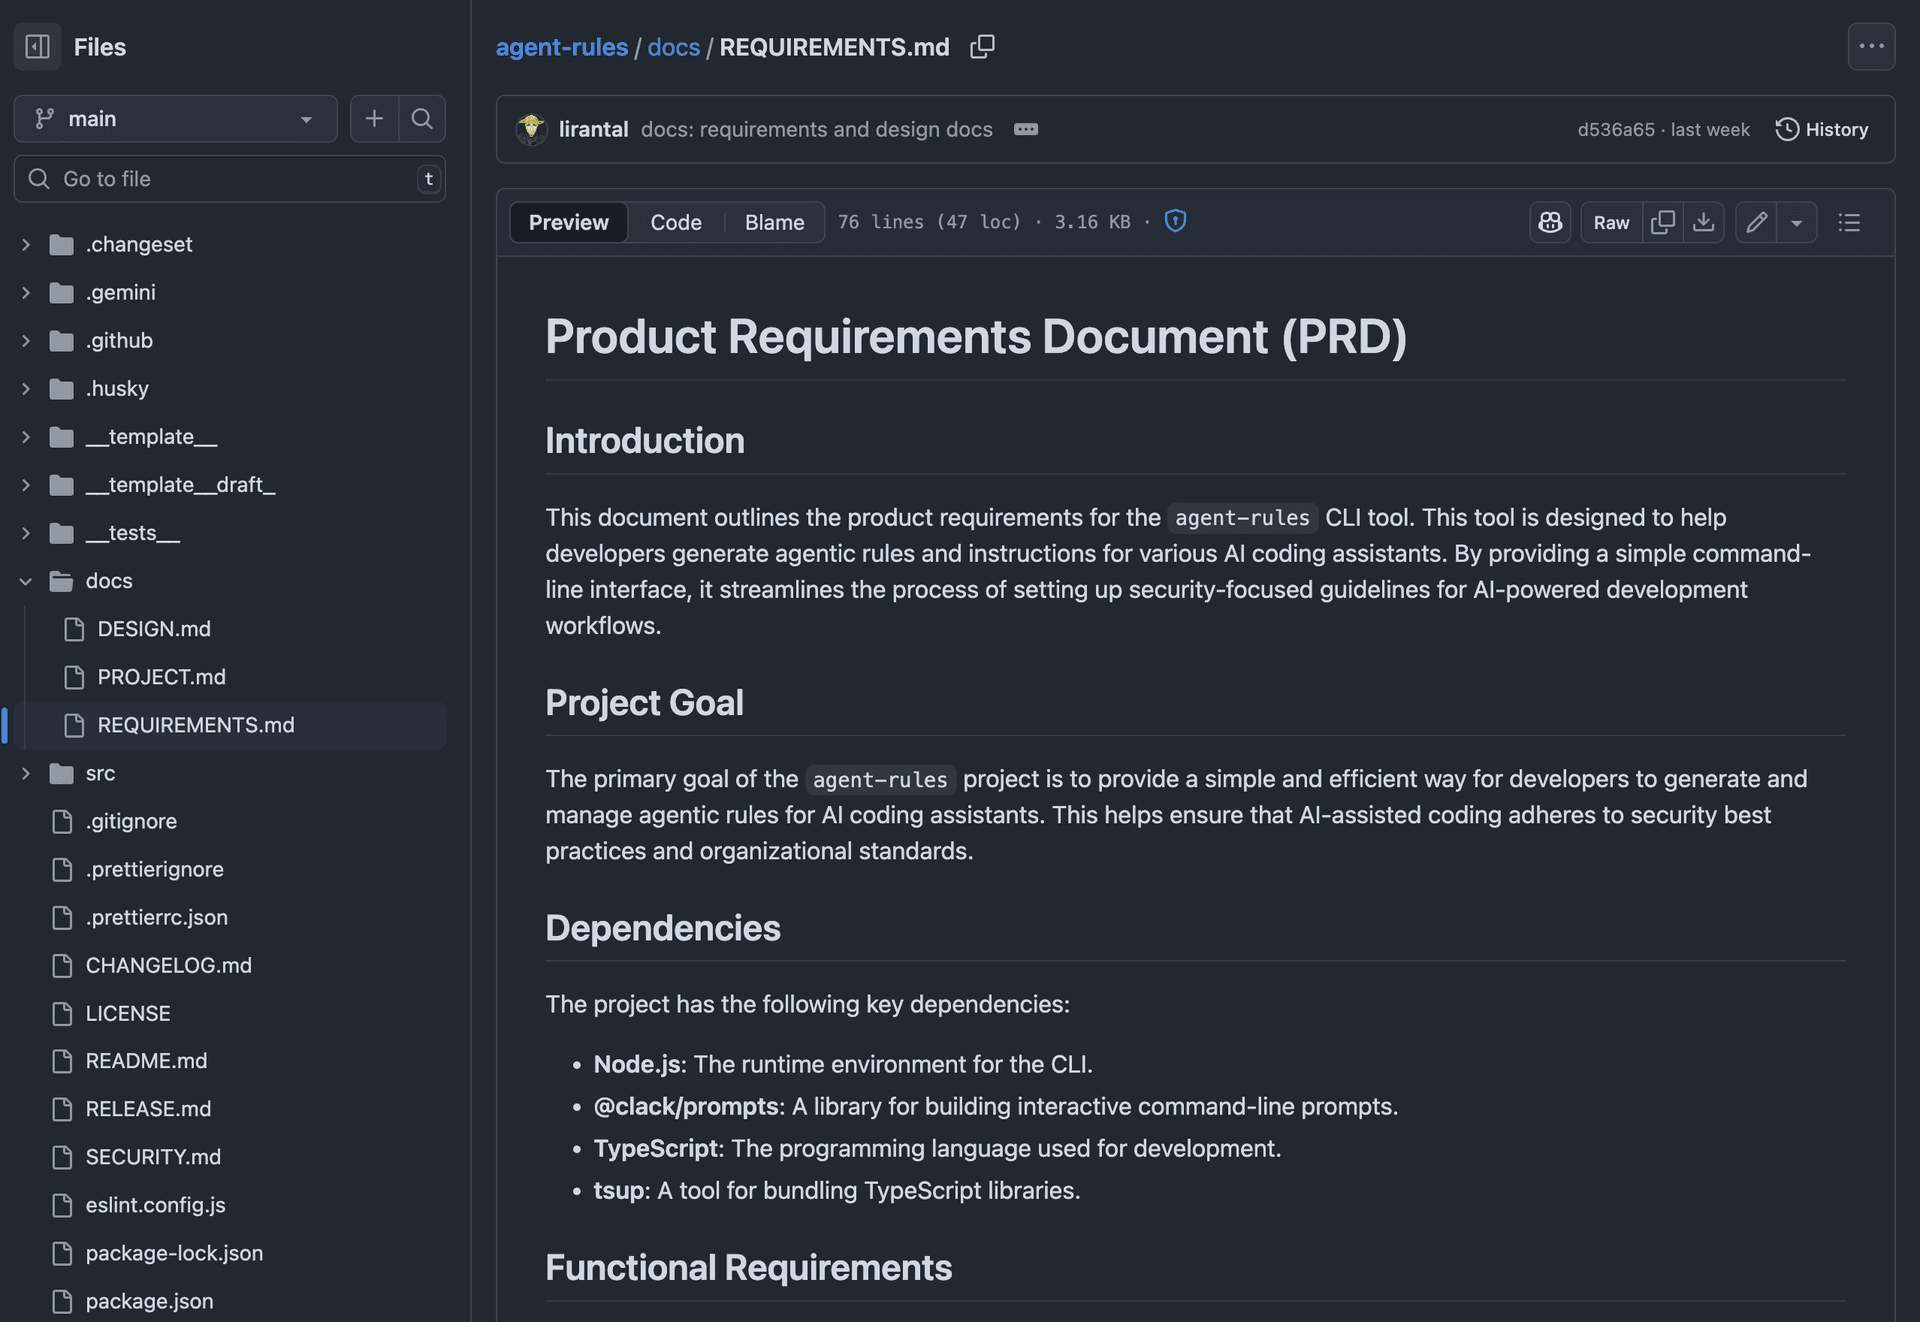 Files
main
Go to file
t
.changeset
.gemini
.github
.husky
__template__
__template__draft_
__tests__
docs
DESIGN.md
PROJECT.md
REQUIREMENTS.md
src
.gitignore
.prettierignore
.prettierrc.json
CHANGELOG.md
LICENSE
README.md
RELEASE.md
SECURITY.md
eslint.config.js
package-lock.json
package.json
agent-rules / docs / REQUIREMENTS.md
lirantal docs: requirements and design docs
d536a65 · last week History
Preview Code Blame 76 lines (47 loc) · 3.16 KB · Raw
Product Requirements Document (PRD)
Introduction
This document outlines the product requirements for the agent-rules CLI tool. This tool is designed to help
developers generate agentic rules and instructions for various AI coding assistants. By providing a simple command-
line interface, it streamlines the process of setting up security-focused guidelines for AI-powered development
workflows.
Project Goal
The primary goal of the agent-rules project is to provide a simple and efficient way for developers to generate and
manage agentic rules for AI coding assistants. This helps ensure that AI-assisted coding adheres to security best
practices and organizational standards.
Dependencies
The project has the following key dependencies:
• Node.js: The runtime environment for the CLI.
• @clack/prompts: A library for building interactive command-line prompts.
• TypeScript: The programming language used for development.
• tsup: A tool for bundling TypeScript libraries.
Functional Requirements